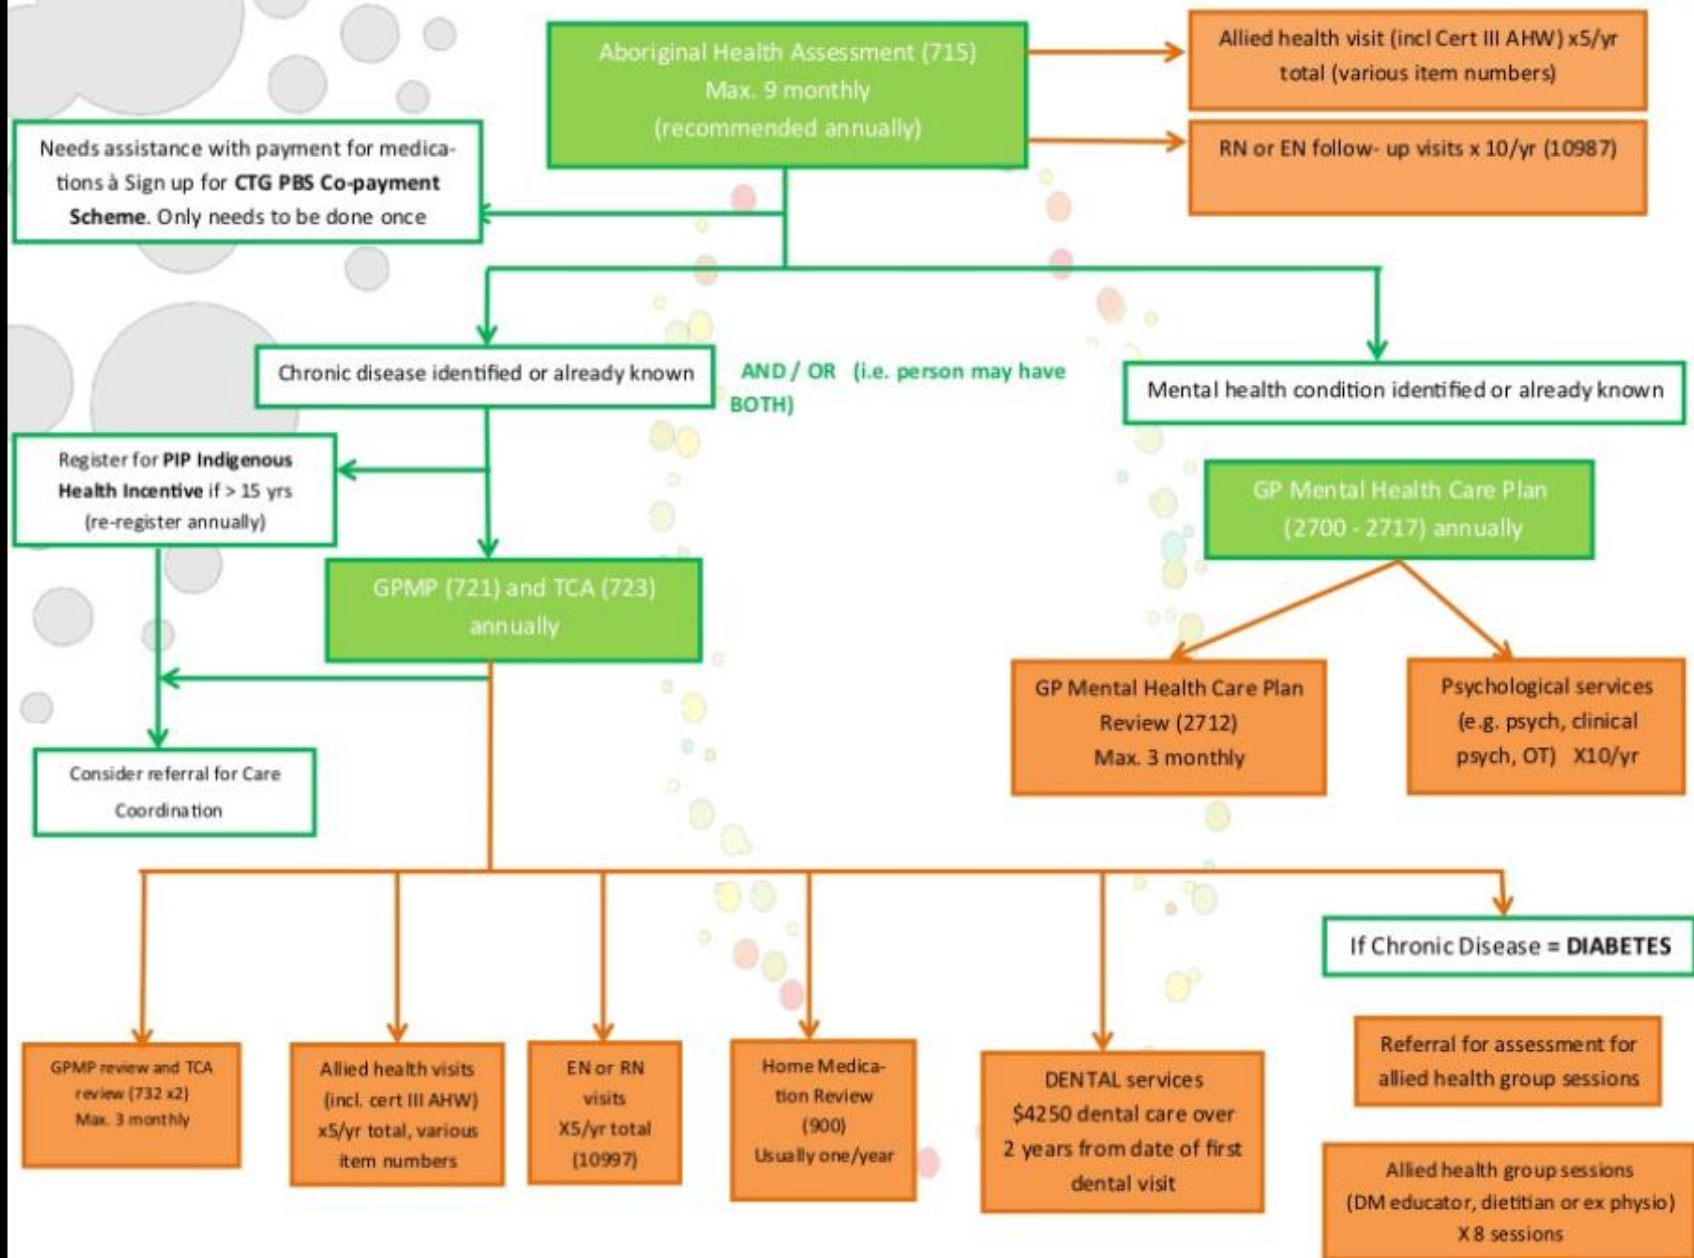 Aboriginal Health Assessment (715)
Max. 9 monthly
(recommended annually)
Allied health visit (incl Cert III AHW) x5/yr
total (various item numbers)
RN or EN follow- up visits x 10/yr (10987)
Needs assistance with payment for medica-
tions à Sign up for CTG PBS Co-payment
Scheme. Only needs to be done once
Chronic disease identified or already known
AND / OR (i.e. person may have
BOTH)
Mental health condition identified or already known
Register for PIP Indigenous
Health Incentive if > 15 yrs
(re-register annually)
GP Mental Health Care Plan
(2700 - 2717) annually
GPMP (721) and TCA (723)
annually
GP Mental Health Care Plan
Review (2712)
Max. 3 monthly
Psychological services
(e.g. psych, clinical
psych, OT) X10/yr
Consider referral for Care
Coordination
If Chronic Disease = DIABETES
GPMP review and TCA
review (732 x2)
Max. 3 monthly
Allied health visits
(incl. cert III AHW)
x5/yr total, various
item numbers
EN or RN
visits
X5/yr total
(10997)
Home Medica-
tion Review
(900)
Usually one/year
DENTAL services
$4250 dental care over
2 years from date of first
dental visit
Referral for assessment for
allied health group sessions
Allied health group sessions
(DM educator, dietitian or ex physio)
X 8 sessions